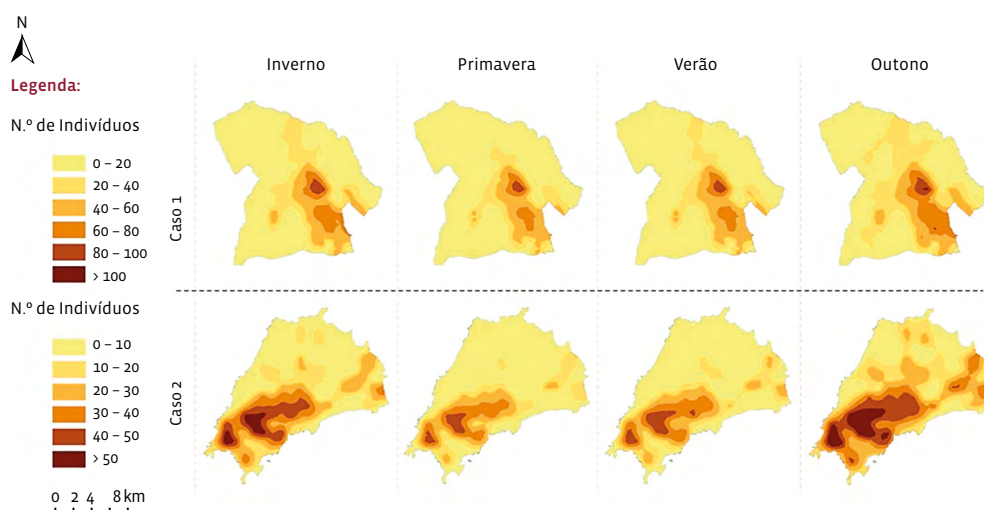 N
Legenda:
N.º de Indivíduos
0 – 20
20 – 40
40 – 60
60 – 80
80 – 100
> 100
N.º de Indivíduos
0 – 10
10 – 20
20 – 30
30 – 40
40 – 50
> 50
0 2 4 8 km
Inverno Primavera Verão Outono
Caso 1
Caso 2